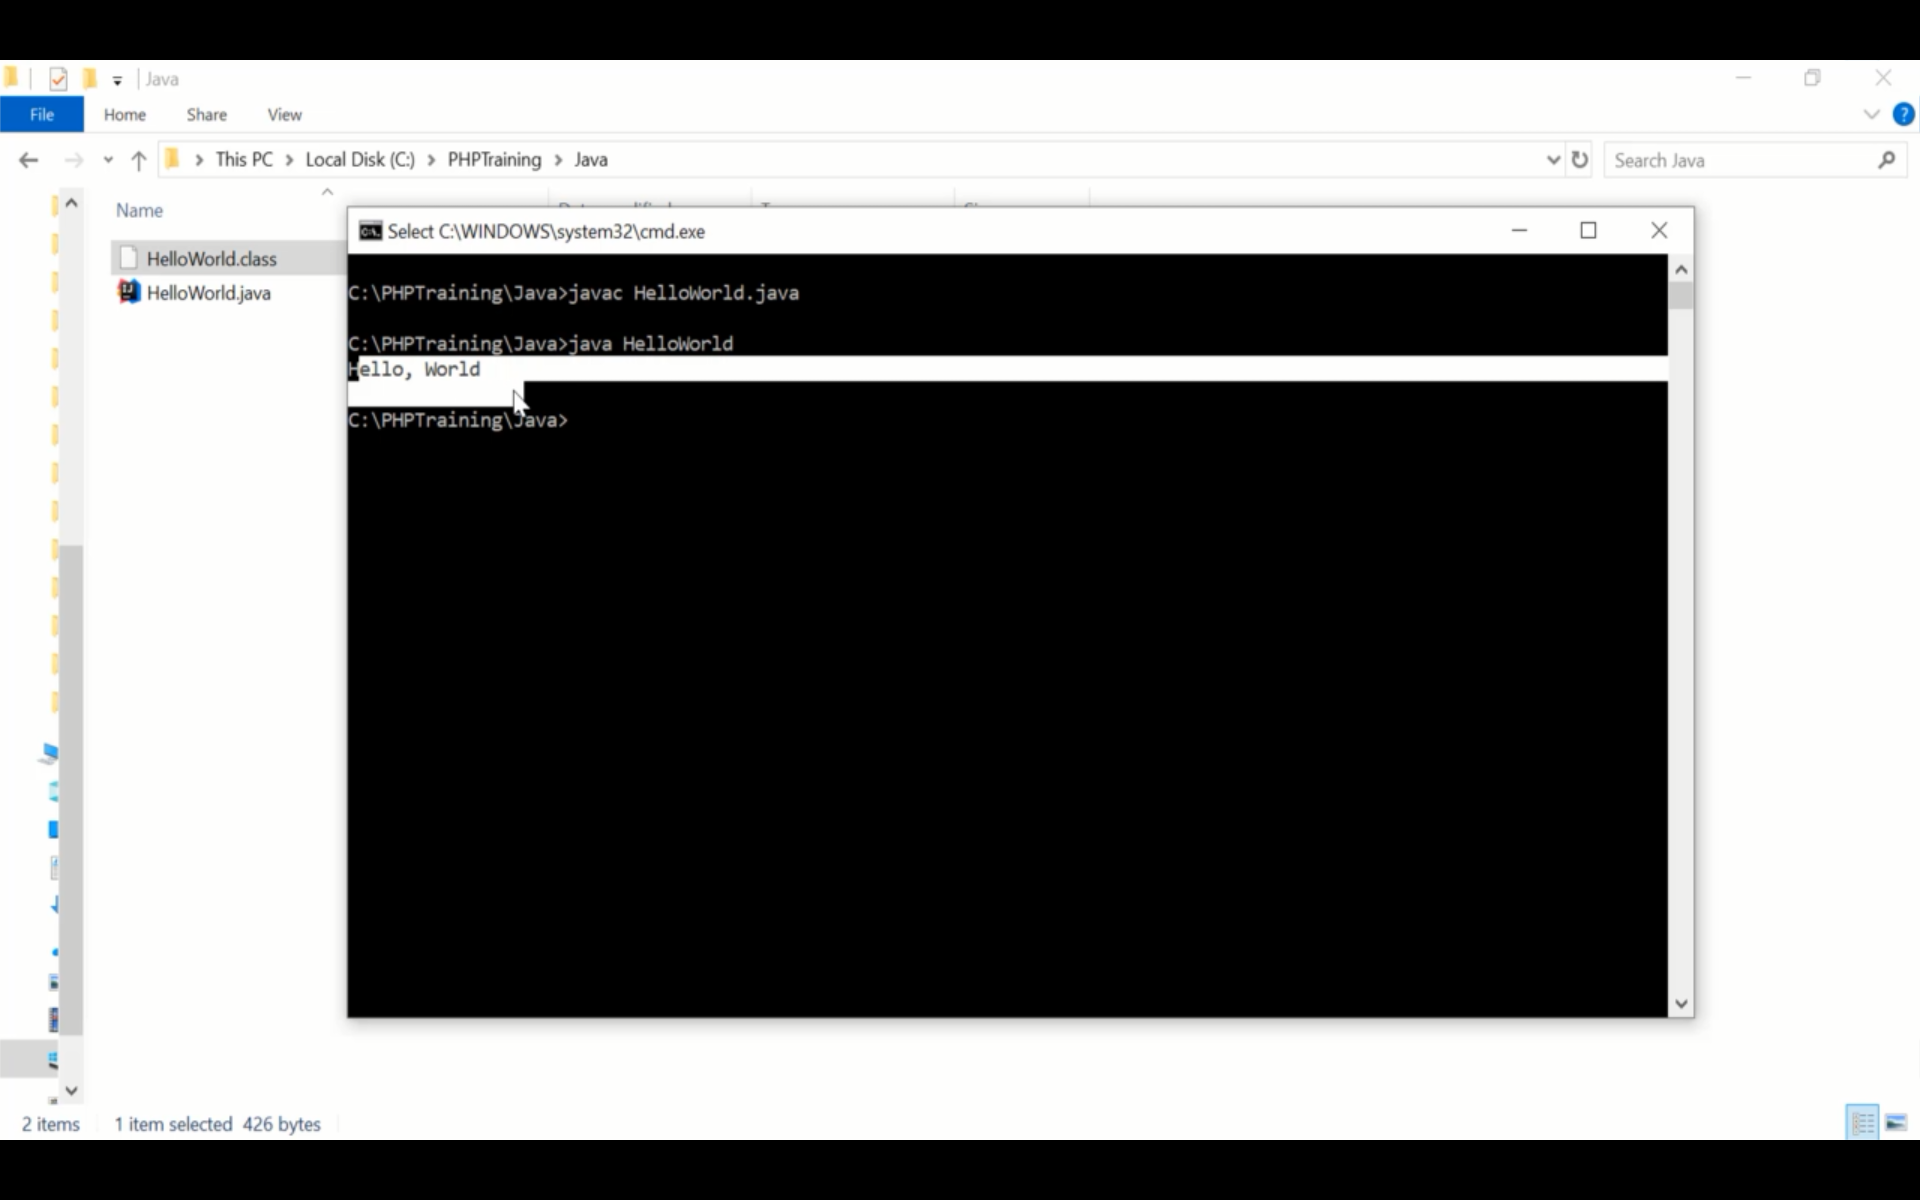 Java
File Home Share View
This PC Local Disk (C:) PHPTraining Java
Search Java
Name
HelloWorld.class
HelloWorld.java
Select C:\WINDOWS\system32\cmd.exe
C:\PHPTraining\Java>javac HelloWorld.java
C:\PHPTraining\Java>java HelloWorld
Hello, World
C:\PHPTraining\Java>
2 items 1 item selected 426 bytes